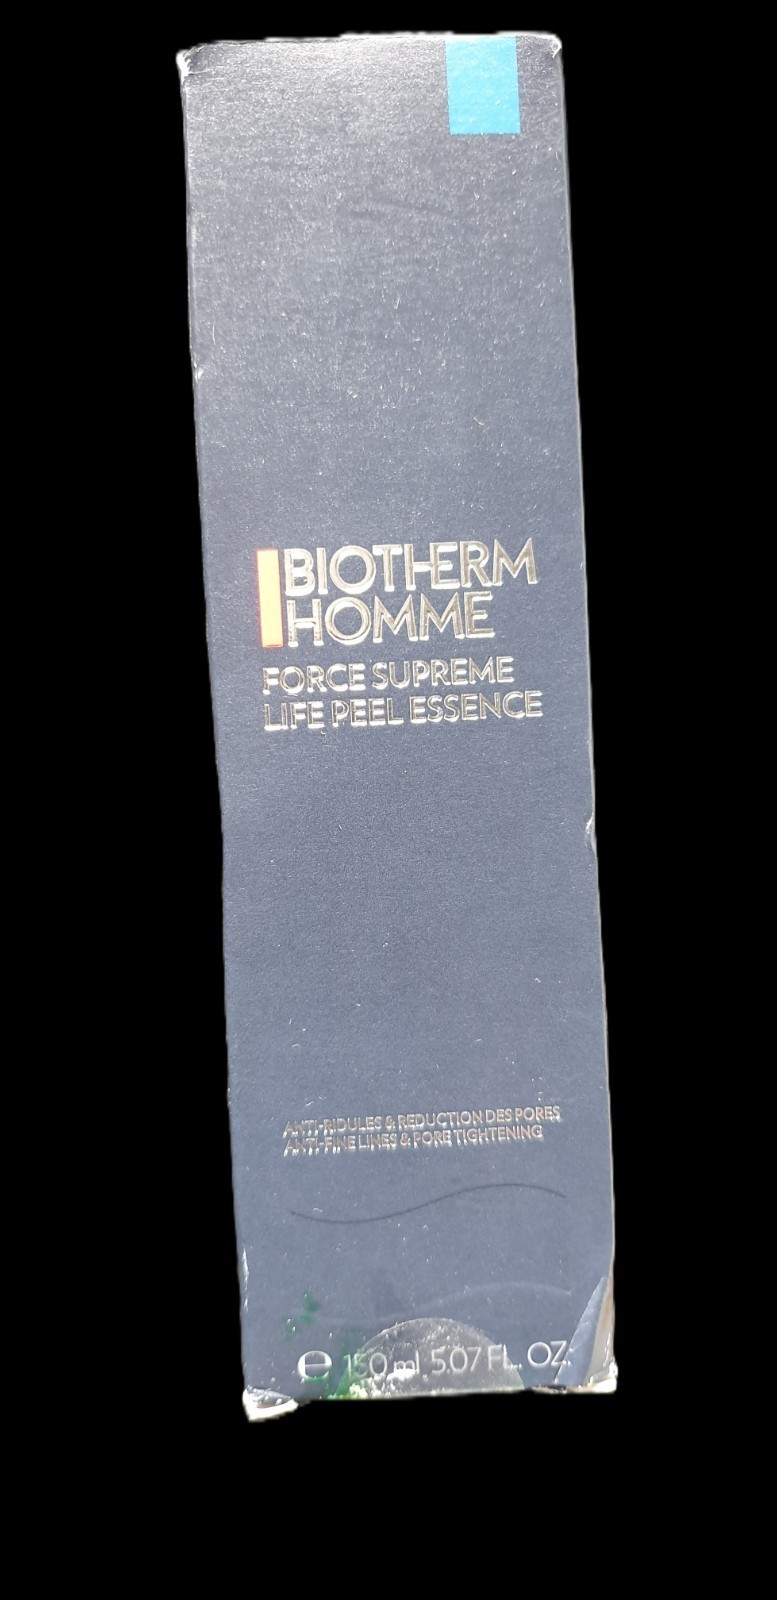 BIOTHERM
HOMME
FORCE SUPREME
LIFE PEEL ESSENCE
ANTI-RIDULES & REDUCTION DES PORES
ANTI-FINE LINES & PORE TIGHTENING
℮ 150 ml 5.07 FL. OZ.